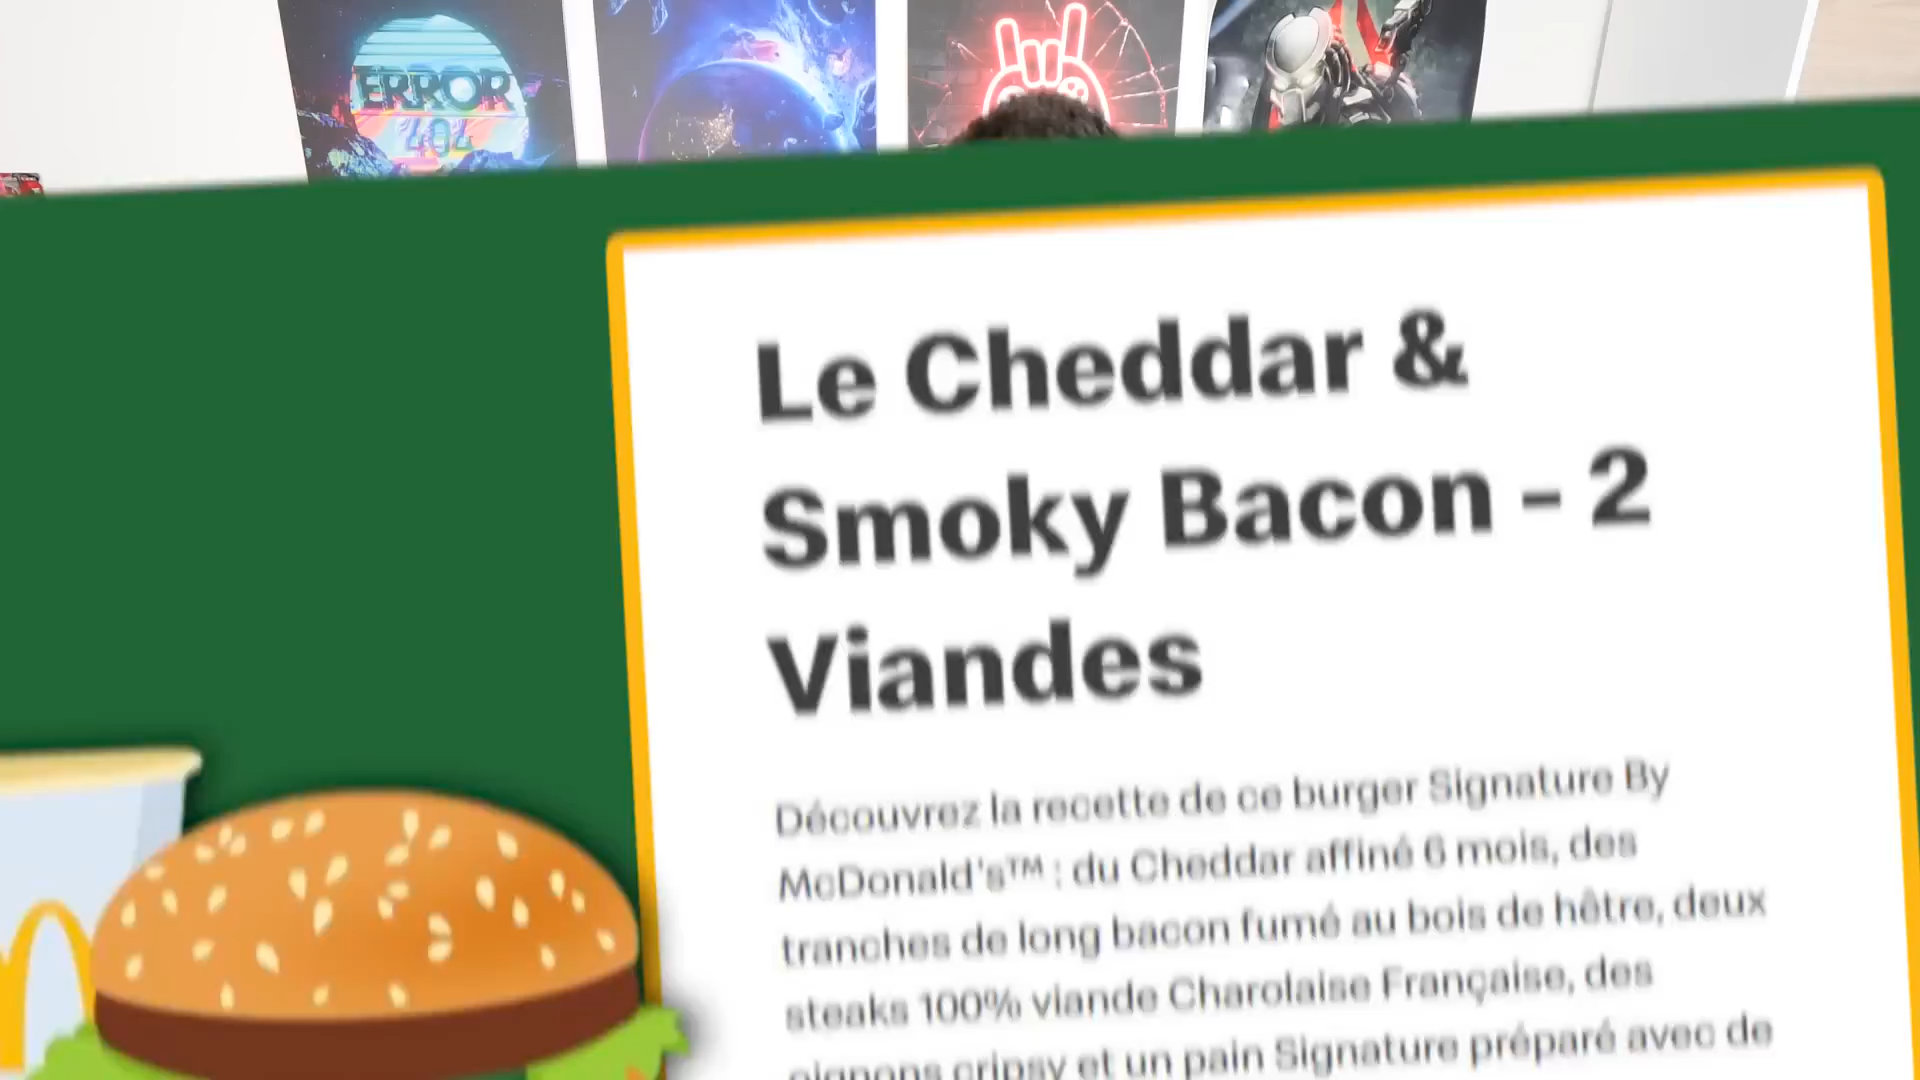 ERROR
404
Le Cheddar &
Smoky Bacon - 2
Viandes
Découvrez la recette de ce burger Signature By
McDonald's™ : du Cheddar affiné 6 mois, des
tranches de long bacon fumé au bois de hêtre, deux
steaks 100% viande Charolaise Française, des
oignons cripsy et un pain Signature préparé avec de